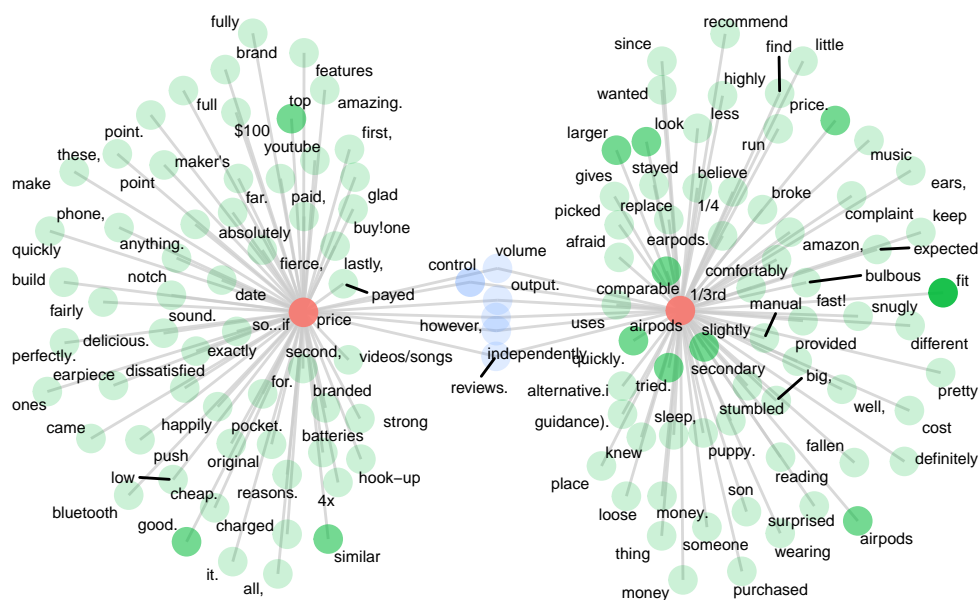 fully
brand
features
full
top
amazing.
point.
$100
youtube
first,
these,
maker's
make
point
far.
paid,
glad
phone,
absolutely
buy!one
quickly
anything.
fierce,
lastly,
build
notch
date
payed
fairly
sound.
so...if
price
delicious.
exactly
second,
videos/songs
perfectly.
earpiece
dissatisfied
for.
branded
ones
came
happily
pocket.
batteries
strong
push
original
low
cheap.
reasons.
hook−up
bluetooth
good.
charged
4x
similar
it.
all,
control
volume
output.
however,
independently
reviews.
recommend
since
find
little
wanted
highly
less
price.
larger
look
run
music
gives
stayed
believe
broke
ears,
picked
replace
1/4
complaint
keep
afraid
earpods.
amazon,
expected
comfortably
bulbous
fit
comparable
1/3rd
manual
fast!
snugly
uses
airpods
slightly
provided
different
quickly.
secondary
big,
pretty
alternative.i
tried.
stumbled
well,
cost
guidance).
sleep,
fallen
definitely
knew
puppy.
reading
place
son
loose
money.
surprised
airpods
thing
someone
wearing
money
purchased